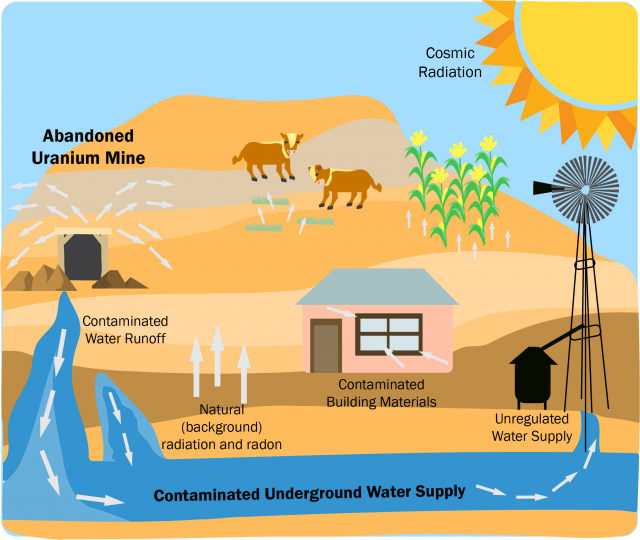 Cosmic
Radiation
Abandoned
Uranium Mine
Contaminated
Water Runoff
Contaminated
Building Materials
Natural
(background)
radiation and radon
Unregulated
Water Supply
Contaminated Underground Water Supply